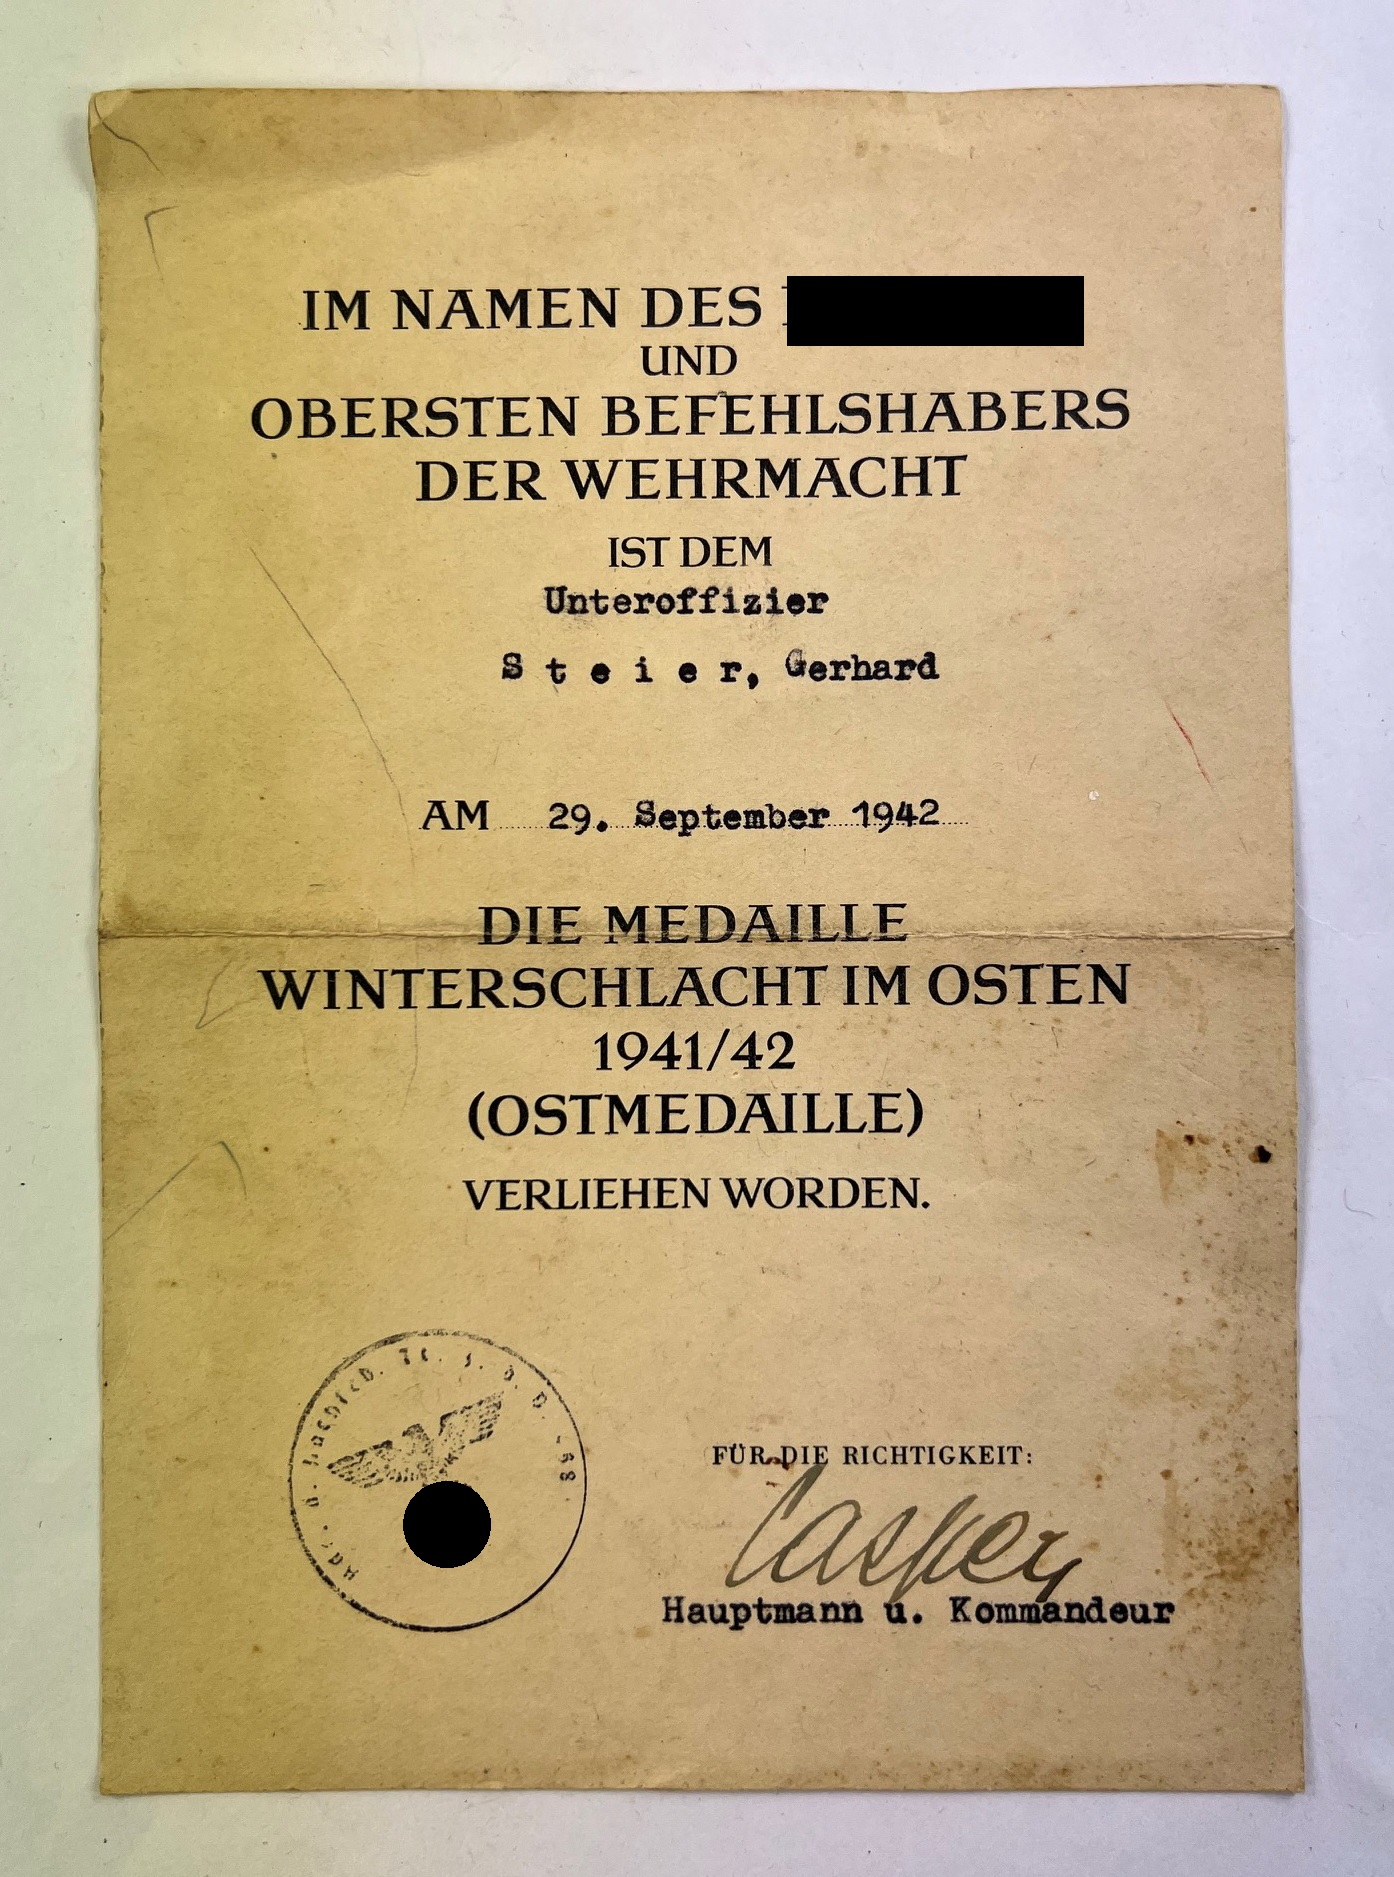 IM NAMEN DES
UND
OBERSTEN BEFEHLSHABERS
DER WEHRMACHT
IST DEM
Unteroffizier
S t e i e r, Gerhard
AM 29. September 1942
DIE MEDAILLE
WINTERSCHLACHT IM OSTEN
1941/42
(OSTMEDAILLE)
VERLIEHEN WORDEN.
FÜR DIE RICHTIGKEIT:
Casper
Hauptmann u. Kommandeur